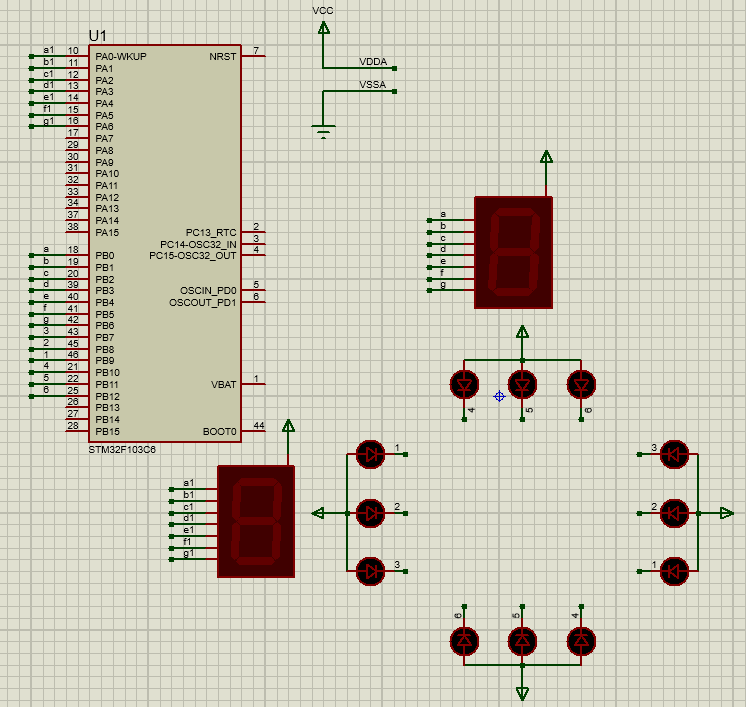 VCC
U1
VDDA
VSSA
a1 10 PA0-WKUP NRST 7
b1 11 PA1
c1 12 PA2
d1 13 PA3
e1 14 PA4
f1 15 PA5
g1 16 PA6
17 PA7
29 PA8
30 PA9
31 PA10
32 PA11
33 PA12
34 PA13
37 PA14
38 PA15 PC13_RTC 2
PC14-OSC32_IN 3
a 18 PB0 PC15-OSC32_OUT 4
b 19 PB1
c 20 PB2
d 39 PB3 OSCIN_PD0 5
e 40 PB4 OSCOUT_PD1 6
f 41 PB5
g 42 PB6
3 43 PB7
2 45 PB8
1 46 PB9
4 21 PB10
5 22 PB11 VBAT 1
6 25 PB12
26 PB13
27 PB14
28 PB15 BOOT0 44
STM32F103C6
a
b
c
d
e
f
g
4 5 6
a1
b1
c1
d1
e1
f1
g1
1
2
3
3
2
1
6 5 4